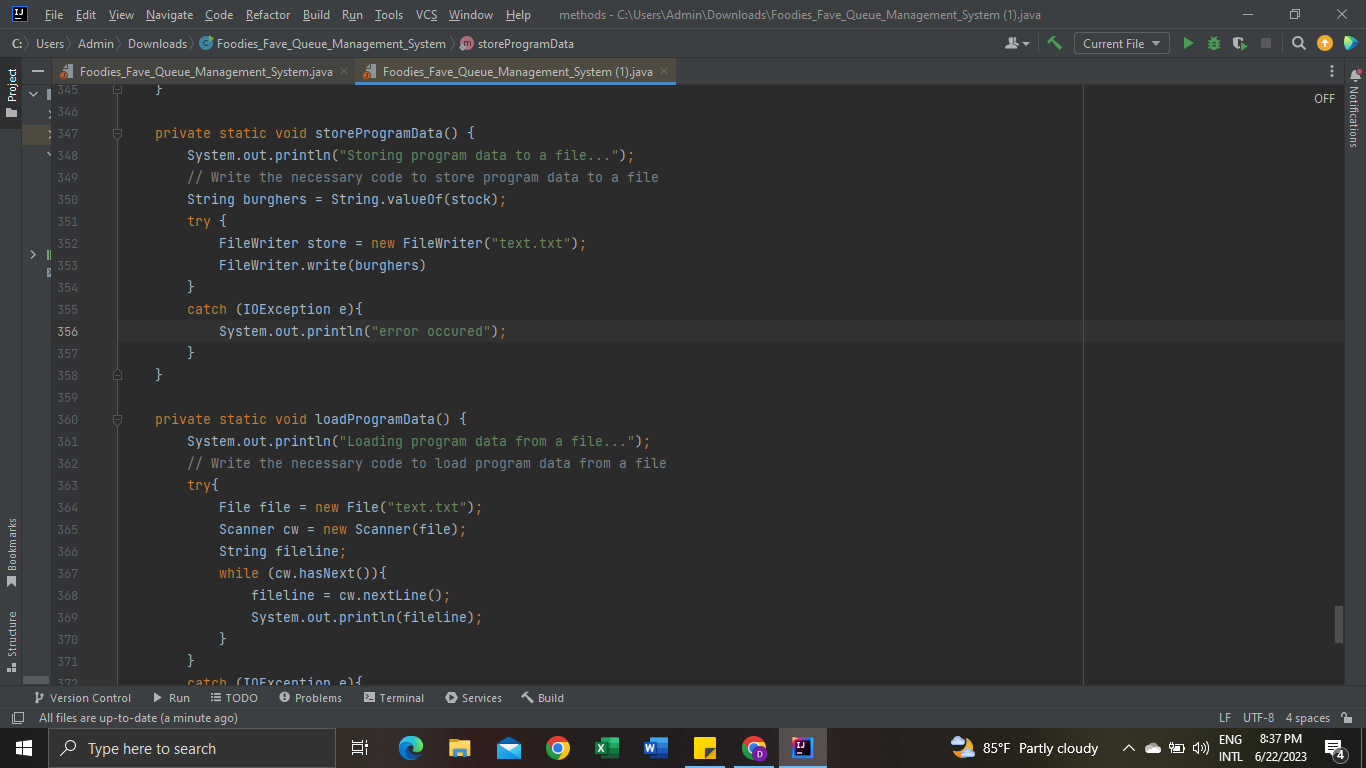 File Edit View Navigate Code Refactor Build Run Tools VCS Window Help methods - C:\Users\Admin\Downloads\Foodies_Fave_Queue_Management_System (1).java
C: Users Admin Downloads Foodies_Fave_Queue_Management_System storeProgramData Current File
Project
Foodies_Fave_Queue_Management_System.java Foodies_Fave_Queue_Management_System (1).java
Notifications
OFF
345 }
346
347 private static void storeProgramData() {
348 System.out.println("Storing program data to a file...");
349 // Write the necessary code to store program data to a file
350 String burghers = String.valueOf(stock);
351 try {
352 FileWriter store = new FileWriter("text.txt");
353 FileWriter.write(burghers)
354 }
355 catch (IOException e){
356 System.out.println("error occured");
357 }
358 }
359
360 private static void loadProgramData() {
361 System.out.println("Loading program data from a file...");
362 // Write the necessary code to load program data from a file
363 try{
364 File file = new File("text.txt");
365 Scanner cw = new Scanner(file);
366 String fileline;
367 while (cw.hasNext()){
368 fileline = cw.nextLine();
369 System.out.println(fileline);
370 }
371 }
372 catch (IOException e){
Bookmarks
Structure
Version Control Run TODO Problems Terminal Services Build
All files are up-to-date (a minute ago) LF UTF-8 4 spaces
Type here to search 85°F Partly cloudy ENG INTL 8:37 PM 6/22/2023 4